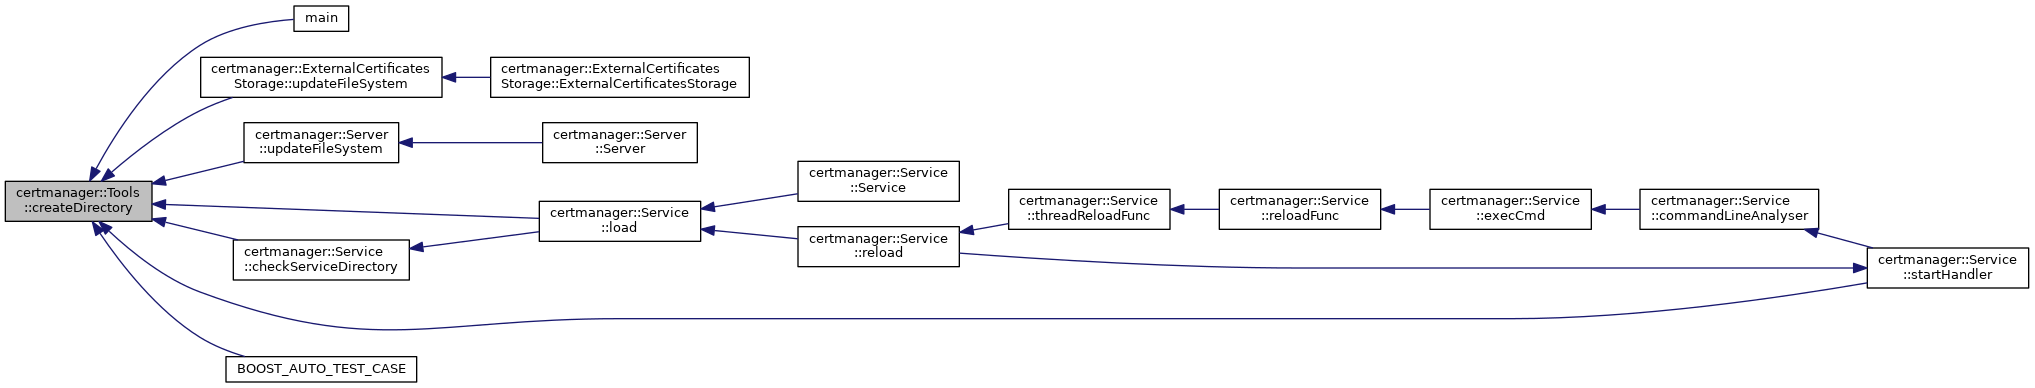 main
certmanager::ExternalCertificates
Storage::updateFileSystem
certmanager::ExternalCertificates
Storage::ExternalCertificatesStorage
certmanager::Server
::updateFileSystem
certmanager::Server
::Server
certmanager::Tools
::createDirectory
certmanager::Service
::load
certmanager::Service
::checkServiceDirectory
certmanager::Service
::Service
certmanager::Service
::reload
certmanager::Service
::threadReloadFunc
certmanager::Service
::reloadFunc
certmanager::Service
::execCmd
certmanager::Service
::commandLineAnalyser
certmanager::Service
::startHandler
BOOST_AUTO_TEST_CASE